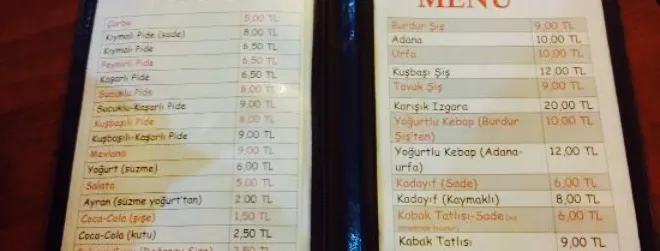 Çorba 5,00 TL
Kıymalı Pide (sade) 8,00 TL
Kıymalı Pide 6,50 TL
Peynirli Pide 6,50 TL
Kaşarlı Pide 6,50 TL
Sucuklu Pide 8,00 TL
Sucuklu-Kaşarlı Pide 9,00 TL
Kuşbaşılı Pide 8,00 TL
Kuşbaşılı-Kaşarlı Pide 9,00 TL
Mevlana 9,00 TL
Yoğurt (süzme) 6,00 TL
Salata 5,00 TL
Ayran (süzme yoğurt'tan) 2,00 TL
Coca-Cola (şişe) 1,50 TL
Coca-Cola (kutu) 2,50 TL
MENÜ
Burdur Şiş 9,00 TL
Adana 10,00 TL
Urfa 10,00 TL
Kuşbaşı Şiş 12,00 TL
Tavuk Şiş 9,00 TL
Karışık Izgara 20,00 TL
Yoğurtlu Kebap (Burdur 10,00 TL
Şiş'ten)
Yoğurtlu Kebap (Adana- 12,00 TL
urfa)
Kadayıf (Sade) 6,00 TL
Kadayıf (Kaymaklı) 8,00 TL
Kabak Tatlısı-Sade 6,00 TL
Kabak Tatlısı 9,00 TL